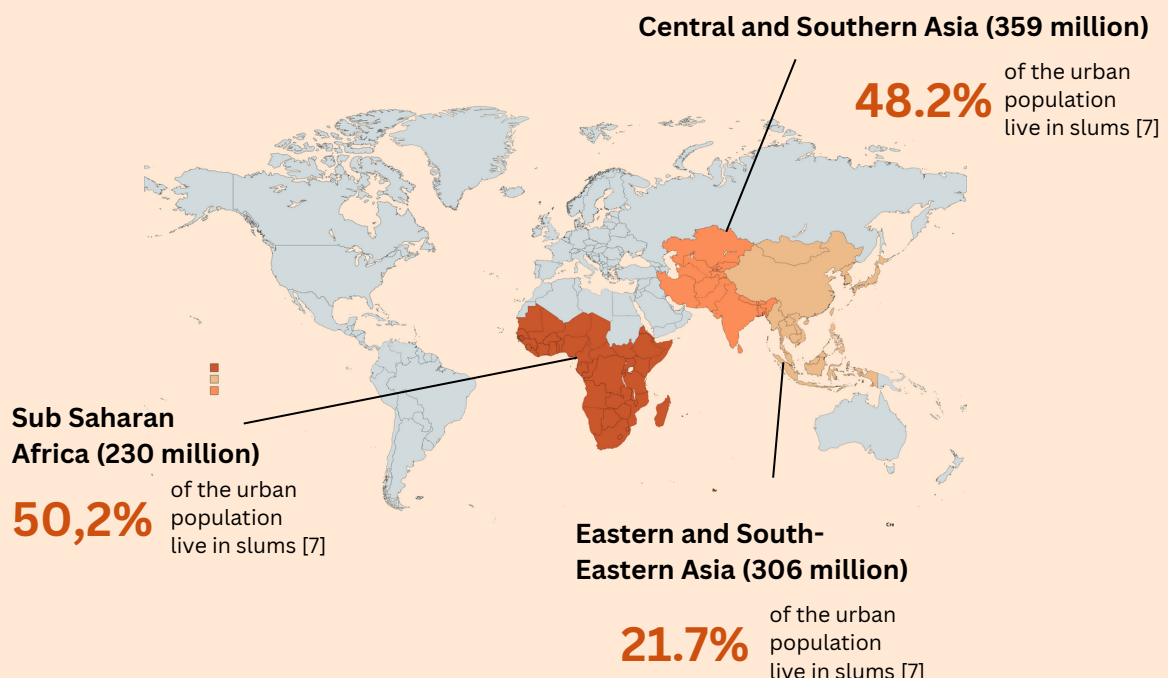 Central and Southern Asia (359 million)
48.2%
of the urban
population
live in slums [7]
Sub Saharan
Africa (230 million)
50,2%
of the urban
population
live in slums [7]
Eastern and South-
Eastern Asia (306 million)
21.7%
of the urban
population
live in slums [7]